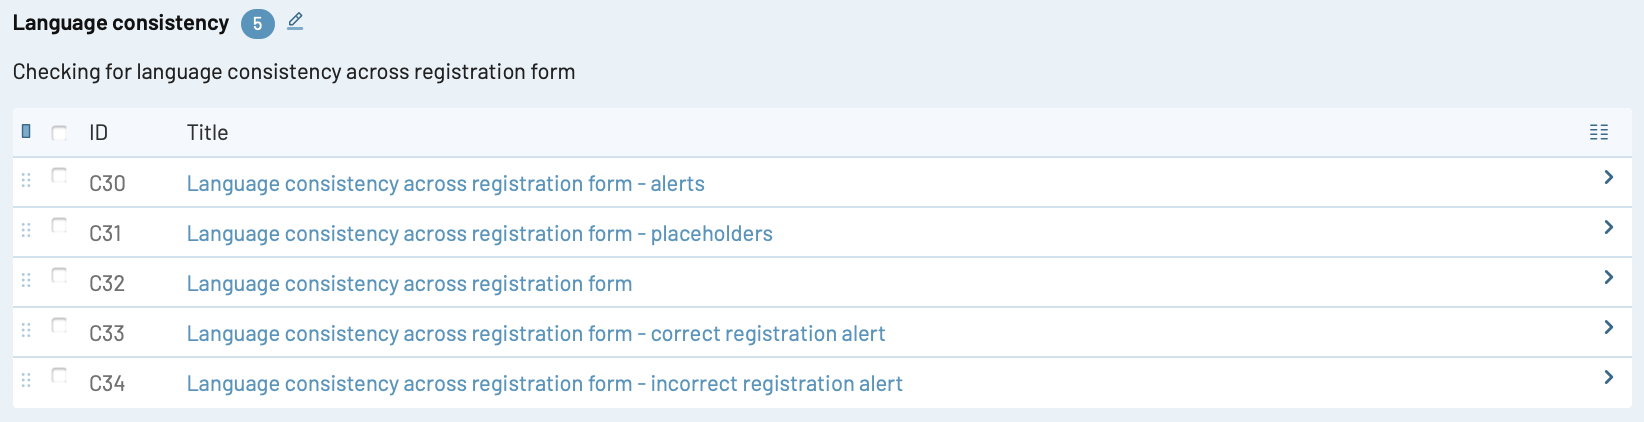 Language consistency 5
Checking for language consistency across registration form
ID Title
C30 Language consistency across registration form - alerts
C31 Language consistency across registration form - placeholders
C32 Language consistency across registration form
C33 Language consistency across registration form - correct registration alert
C34 Language consistency across registration form - incorrect registration alert